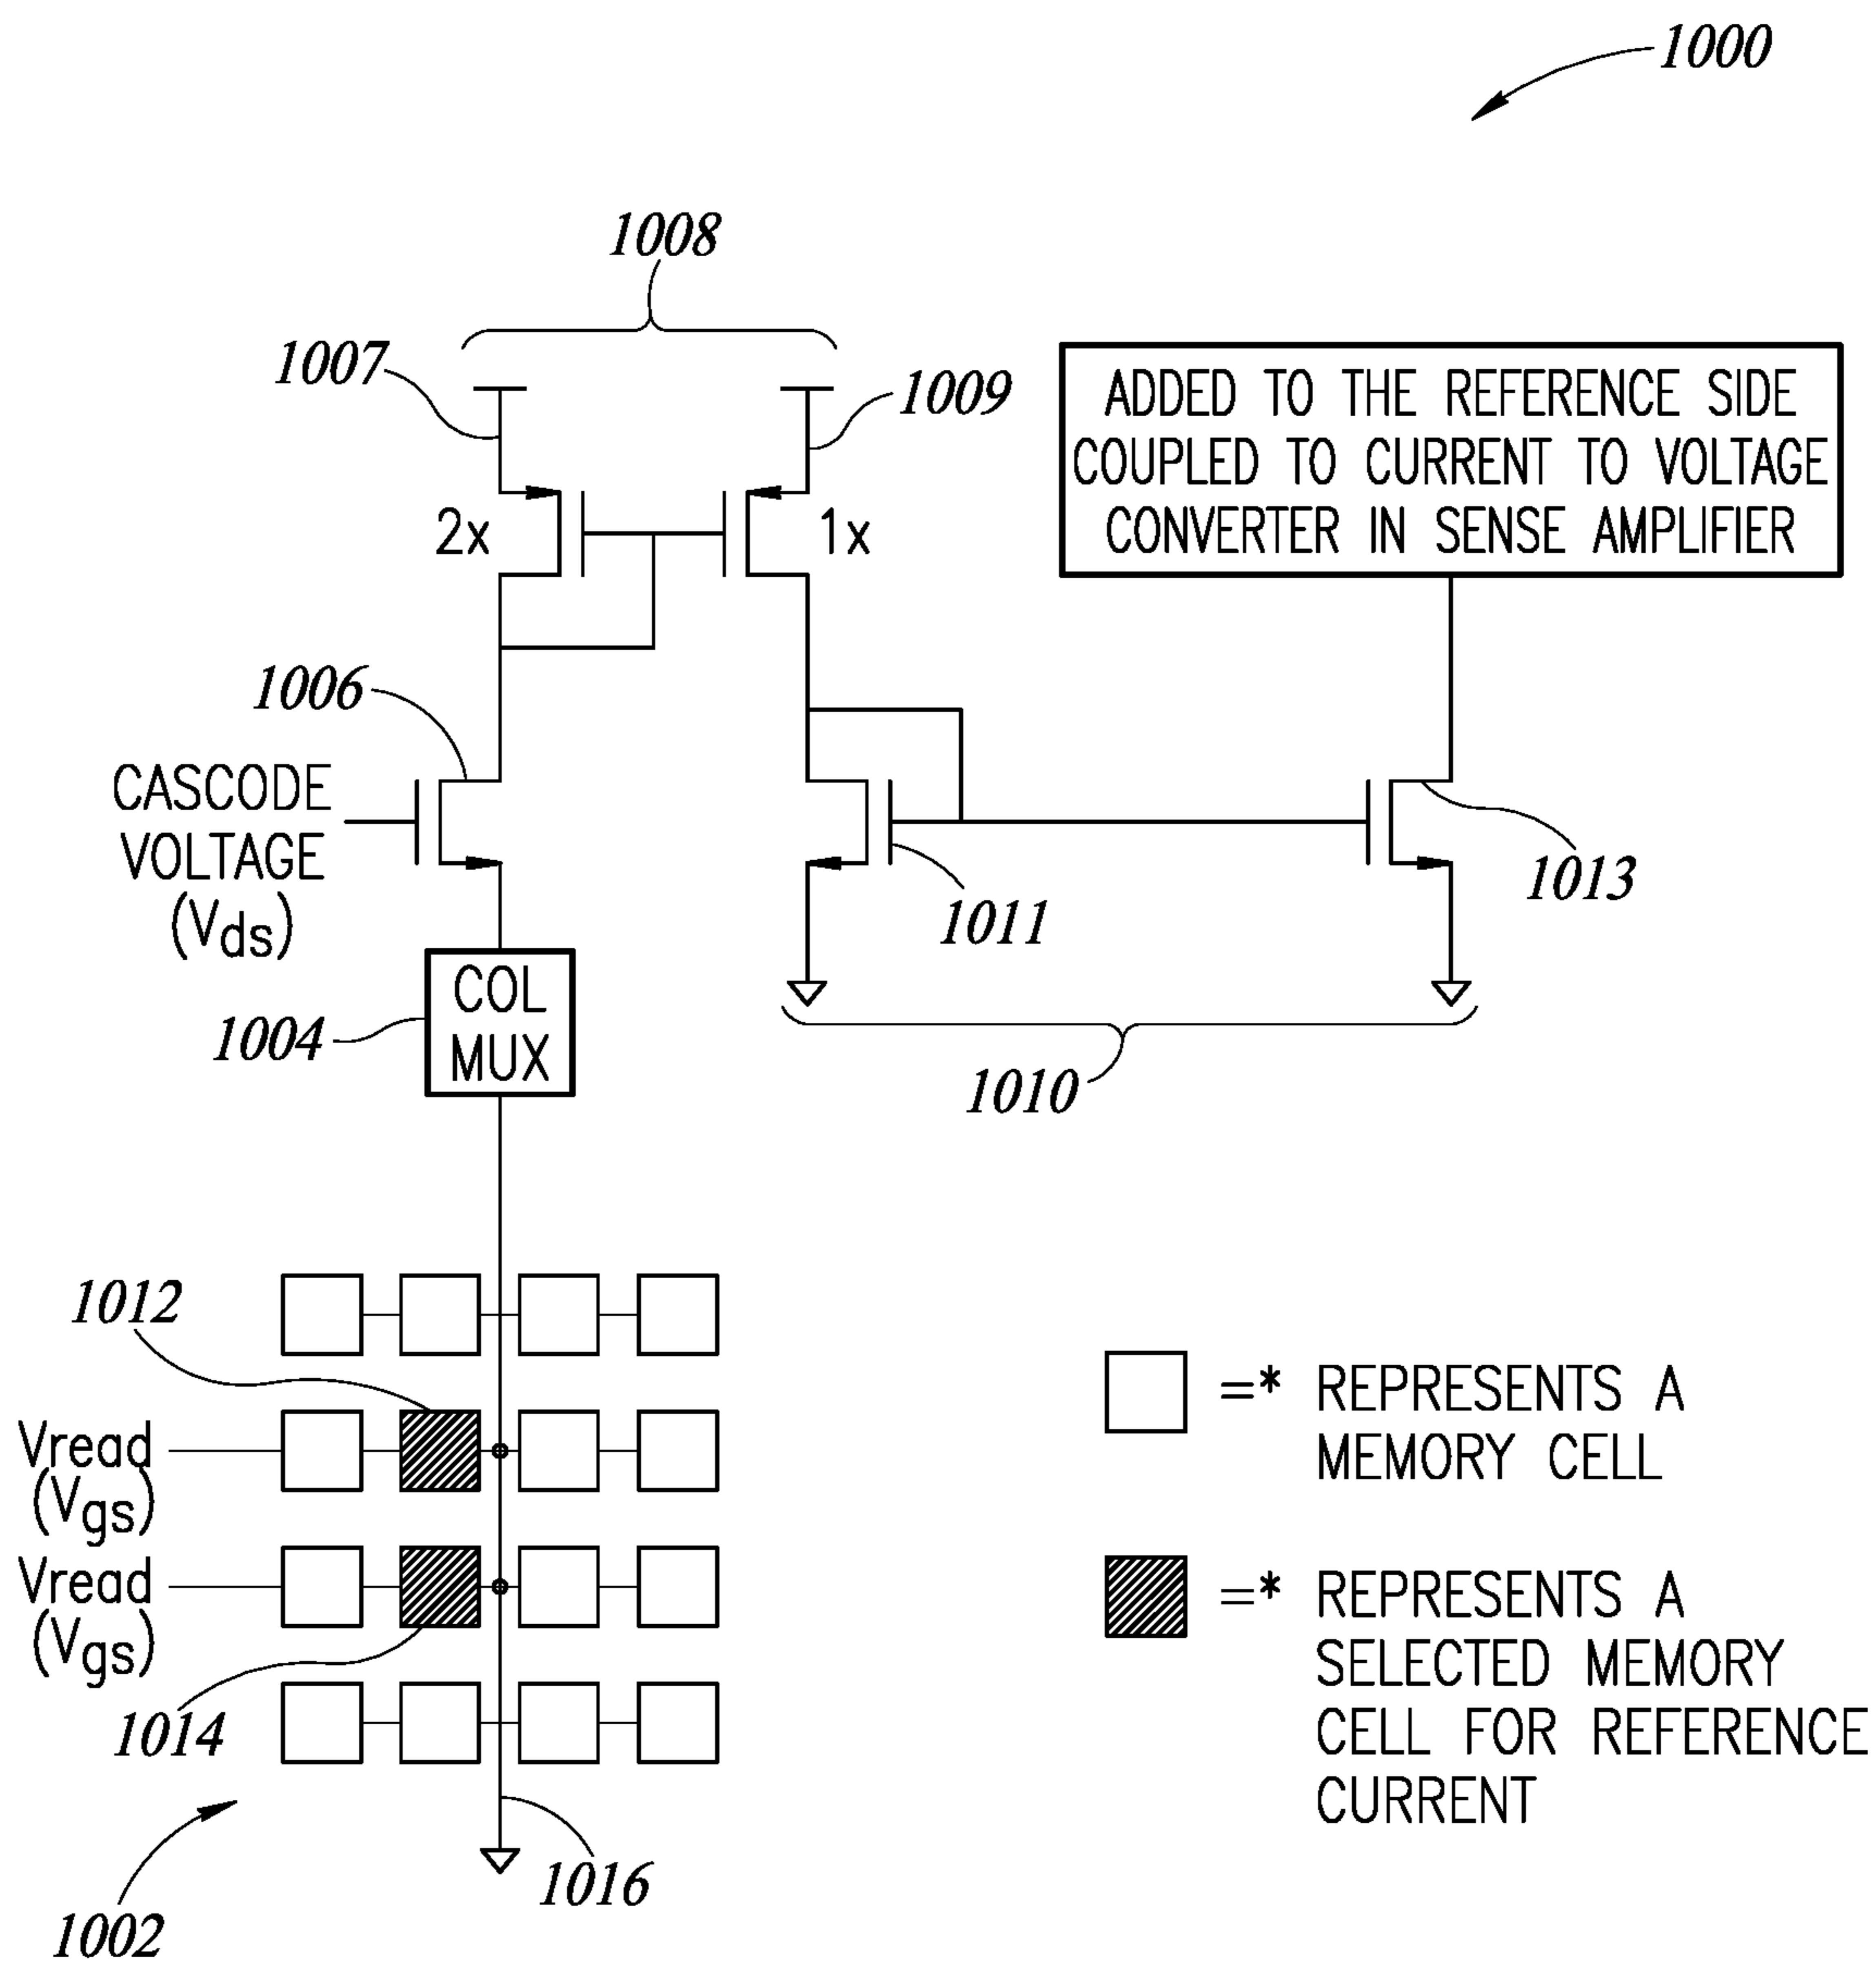 1000
1008
1007
1009
ADDED TO THE REFERENCE SIDE
COUPLED TO CURRENT TO VOLTAGE
CONVERTER IN SENSE AMPLIFIER
2x
1x
1006
CASCODE
VOLTAGE
(Vds)
1013
1011
COL
MUX
1004
1010
1012
=* REPRESENTS A
MEMORY CELL
Vread
(Vgs)
Vread
(Vgs)
=* REPRESENTS A
SELECTED MEMORY
CELL FOR REFERENCE
CURRENT
1014
1016
1002